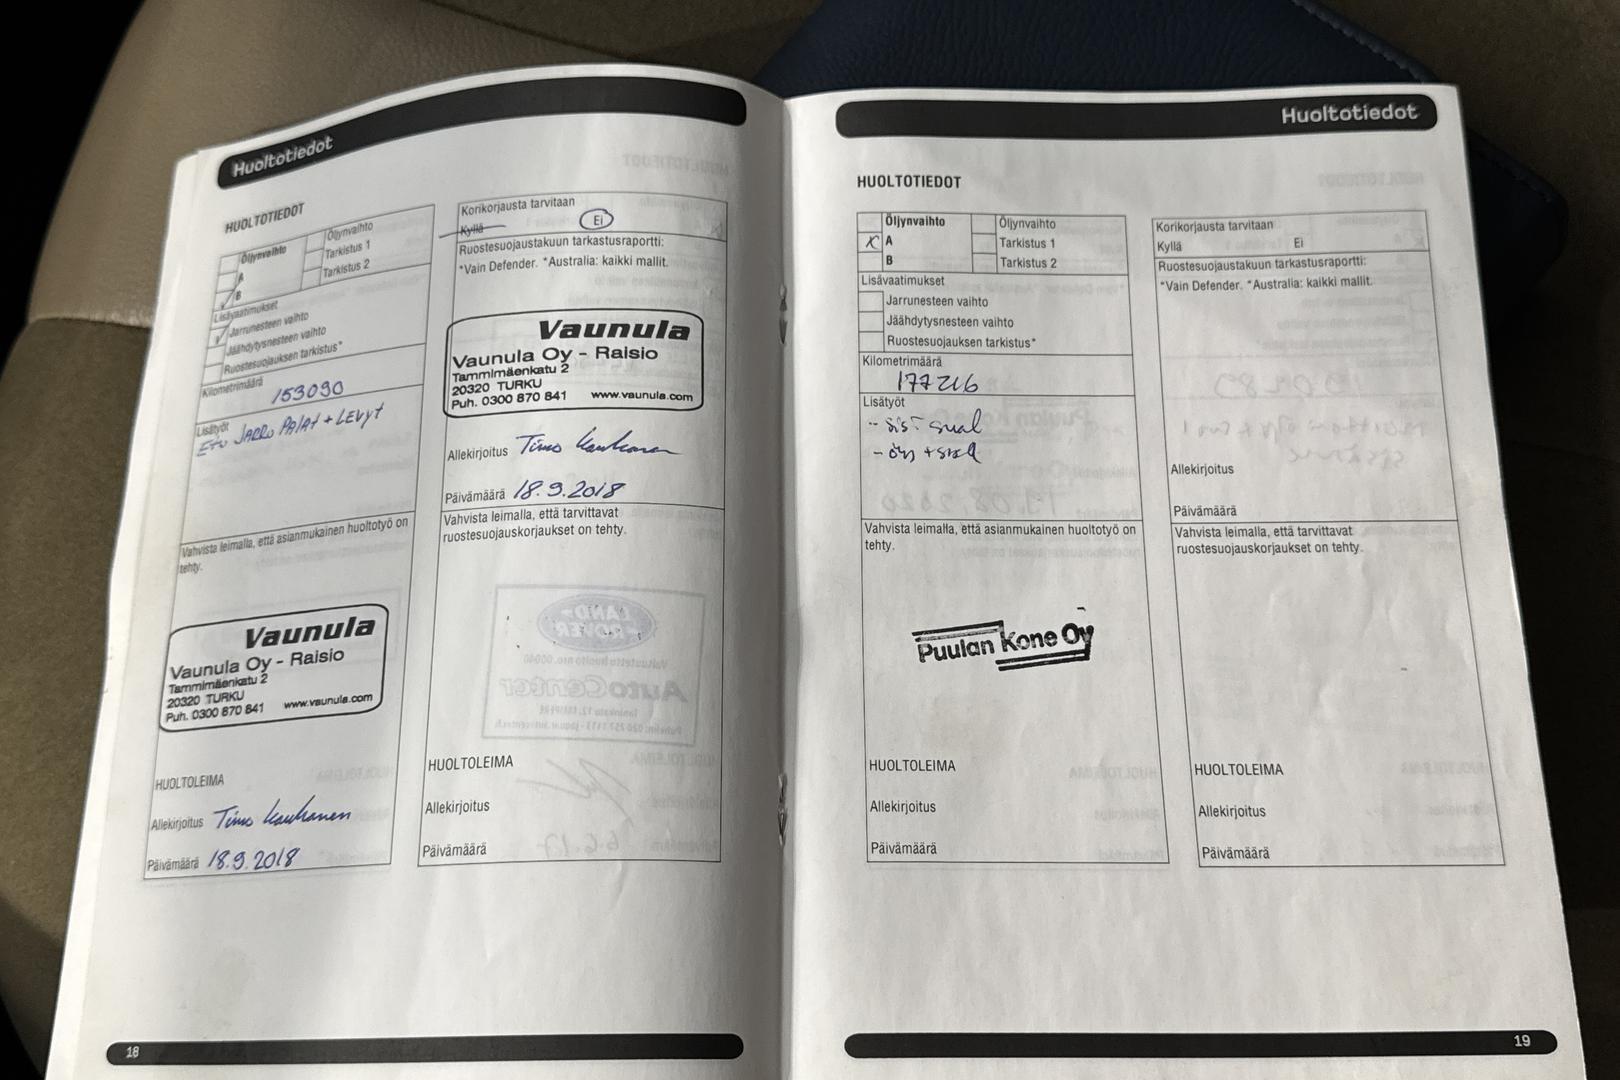 Huoltotiedot
HUOLTOTIEDOT
Öljynvaihto
A
B
Öljynvaihto
Tarkistus 1
Tarkistus 2
Lisävaatimukset
Jarrunesteen vaihto
Jäähdytysnesteen vaihto
Ruostesuojauksen tarkistus*
Kilometrimäärä
153090
Lisätyöt
ETU JARRU PALAT + LEVYT
Vahvista leimalla, että asianmukainen huoltotyö on
tehty.
Vaunula
Vaunula Oy - Raisio
Tammimäenkatu 2
20320 TURKU
Puh. 0300 870 841 www.vaunula.com
HUOLTOLEIMA
Allekirjoitus Timo Kauhanen
Päivämäärä 18.9.2018
Korikorjausta tarvitaan
Kyllä Ei
Ruostesuojaustakuun tarkastusraportti:
*Vain Defender. *Australia: kaikki mallit.
Vaunula
Vaunula Oy - Raisio
Tammimäenkatu 2
20320 TURKU
Puh. 0300 870 841 www.vaunula.com
Allekirjoitus Timo Kauhanen
Päivämäärä 18.9.2018
Vahvista leimalla, että tarvittavat
ruostesuojauskorjaukset on tehty.
HUOLTOLEIMA
Allekirjoitus
Päivämäärä
18
Huoltotiedot
HUOLTOTIEDOT
Öljynvaihto
X A
B
Öljynvaihto
Tarkistus 1
Tarkistus 2
Lisävaatimukset
Jarrunesteen vaihto
Jäähdytysnesteen vaihto
Ruostesuojauksen tarkistus*
Kilometrimäärä
177216
Lisätyöt
Vahvista leimalla, että asianmukainen huoltotyö on
tehty.
Puulan Kone Oy
HUOLTOLEIMA
Allekirjoitus
Päivämäärä
Korikorjausta tarvitaan
Kyllä Ei
Ruostesuojaustakuun tarkastusraportti:
*Vain Defender. *Australia: kaikki mallit.
Allekirjoitus
Päivämäärä
Vahvista leimalla, että tarvittavat
ruostesuojauskorjaukset on tehty.
HUOLTOLEIMA
Allekirjoitus
Päivämäärä
19